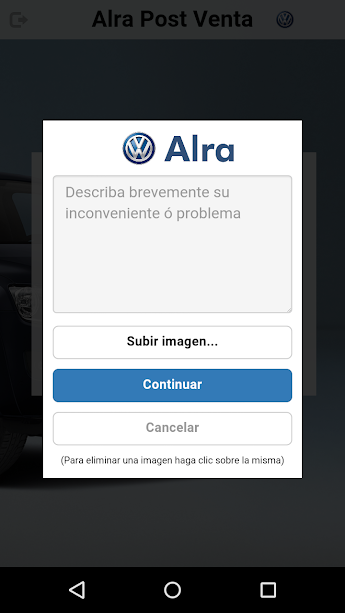 Alra Post Venta
Alra
Describa brevemente su
inconveniente ó problema
Subir imagen...
Continuar
Cancelar
(Para eliminar una imagen haga clic sobre la misma)